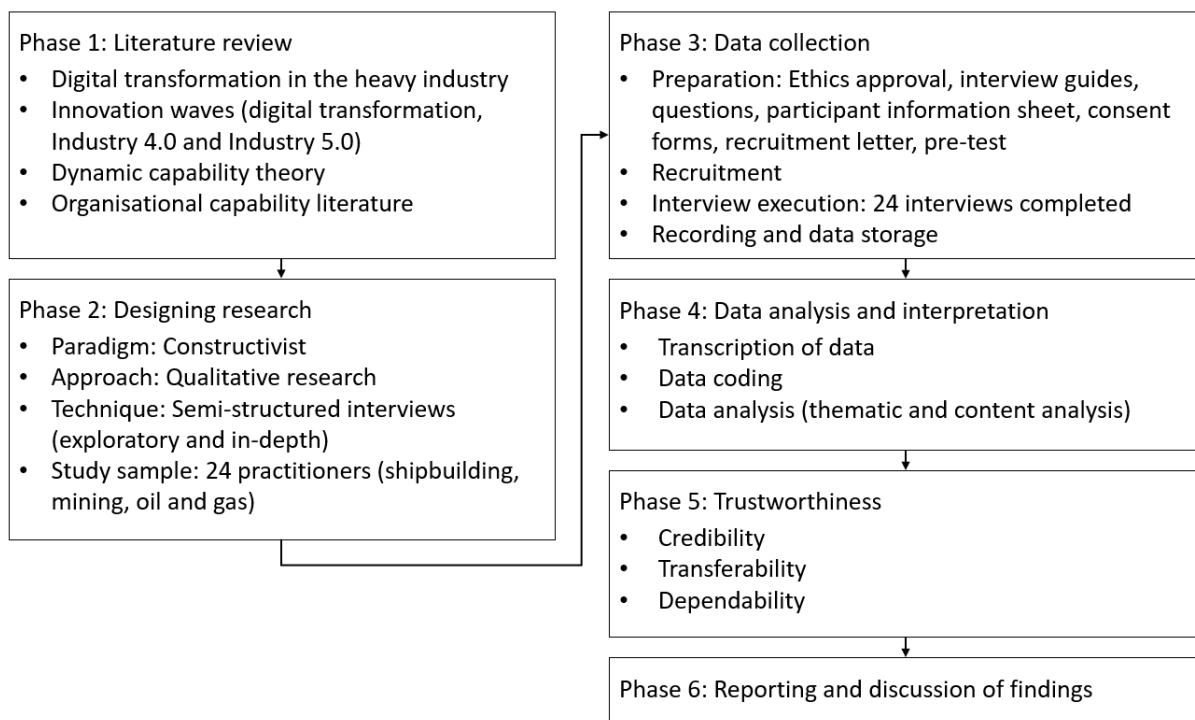 Phase 1: Literature review
• Digital transformation in the heavy industry
• Innovation waves (digital transformation,
Industry 4.0 and Industry 5.0)
• Dynamic capability theory
• Organisational capability literature
Phase 2: Designing research
• Paradigm: Constructivist
• Approach: Qualitative research
• Technique: Semi-structured interviews
(exploratory and in-depth)
• Study sample: 24 practitioners (shipbuilding,
mining, oil and gas)
Phase 3: Data collection
• Preparation: Ethics approval, interview guides,
questions, participant information sheet, consent
forms, recruitment letter, pre-test
• Recruitment
• Interview execution: 24 interviews completed
• Recording and data storage
Phase 4: Data analysis and interpretation
• Transcription of data
• Data coding
• Data analysis (thematic and content analysis)
Phase 5: Trustworthiness
• Credibility
• Transferability
• Dependability
Phase 6: Reporting and discussion of findings